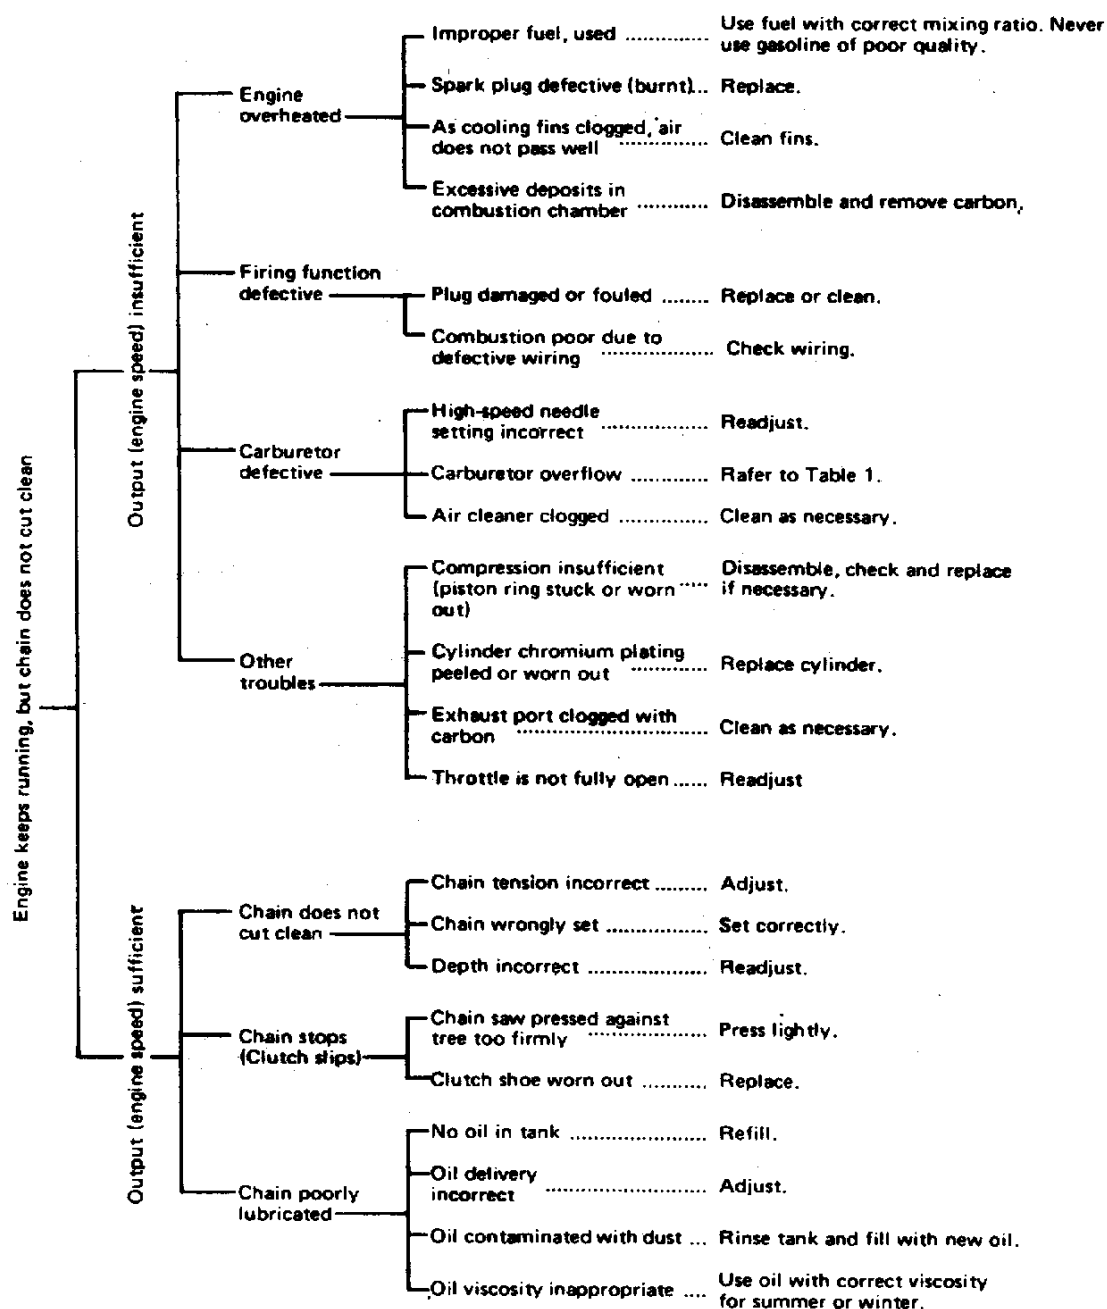 Engine keeps running, but chain does not cut clean
Output (engine speed) insufficient
Engine
overheated
Improper fuel, used ............ Use fuel with correct mixing ratio. Never
use gasoline of poor quality.
Spark plug defective (burnt)... Replace.
As cooling fins clogged, air
does not pass well ............ Clean fins.
Excessive deposits in
combustion chamber ............ Disassemble and remove carbon.
Firing function
defective
Plug damaged or fouled ........ Replace or clean.
Combustion poor due to
defective wiring ................ Check wiring.
Carburetor
defective
High-speed needle
setting incorrect ................ Readjust.
Carburetor overflow ............ Rafer to Table 1.
Air cleaner clogged ............ Clean as necessary.
Other
troubles
Compression insufficient
(piston ring stuck or worn ..... Disassemble, check and replace
out)
if necessary.
Cylinder chromium plating
peeled or worn out ............ Replace cylinder.
Exhaust port clogged with
carbon ............................ Clean as necessary.
Throttle is not fully open ...... Readjust
Output (engine speed) sufficient
Chain does not
cut clean
Chain tension incorrect ......... Adjust.
Chain wrongly set ............... Set correctly.
Depth incorrect .................. Readjust.
Chain stops
(Clutch slips)
Chain saw pressed against
tree too firmly .................. Press lightly.
Clutch shoe worn out ........... Replace.
Chain poorly
lubricated
No oil in tank ..................... Refill.
Oil delivery
incorrect ........................ Adjust.
Oil contaminated with dust ... Rinse tank and fill with new oil.
Oil viscosity inappropriate .... Use oil with correct viscosity
for summer or winter.